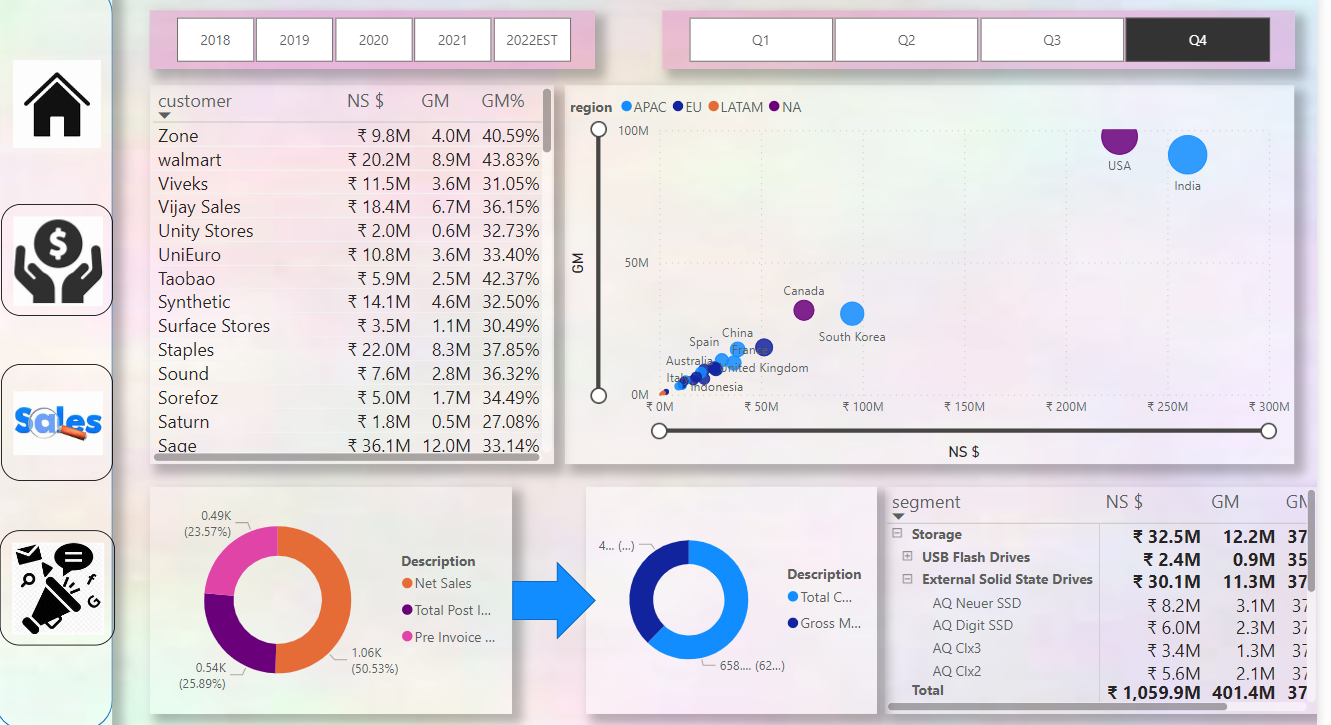 2018 2019 2020 2021 2022EST
Q1 Q2 Q3 Q4
customer NS $ GM GM%
Zone ₹ 9.8M 4.0M 40.59%
walmart ₹ 20.2M 8.9M 43.83%
Viveks ₹ 11.5M 3.6M 31.05%
Vijay Sales ₹ 18.4M 6.7M 36.15%
Unity Stores ₹ 2.0M 0.6M 32.73%
UniEuro ₹ 10.8M 3.6M 33.40%
Taobao ₹ 5.9M 2.5M 42.37%
Synthetic ₹ 14.1M 4.6M 32.50%
Surface Stores ₹ 3.5M 1.1M 30.49%
Staples ₹ 22.0M 8.3M 37.85%
Sound ₹ 7.6M 2.8M 36.32%
Sorefoz ₹ 5.0M 1.7M 34.49%
Saturn ₹ 1.8M 0.5M 27.08%
Sage ₹ 36.1M 12.0M 33.14%
region APAC EU LATAM NA
100M
50M
0M
GM
USA
India
Canada
South Korea
China
Spain
France
Australia
United Kingdom
Italy
Indonesia
₹ 0M ₹ 50M ₹ 100M ₹ 150M ₹ 200M ₹ 250M ₹ 300M
NS $
$
Sales
f
G
0.49K
(23.57%)
0.54K
(25.89%)
1.06K
(50.53%)
Description
Net Sales
Total Post I...
Pre Invoice ...
4... (...)
658.... (62...)
Description
Total C...
Gross M...
segment NS $ GM GM
Storage ₹ 32.5M 12.2M 37
USB Flash Drives ₹ 2.4M 0.9M 35
External Solid State Drives ₹ 30.1M 11.3M 37
AQ Neuer SSD ₹ 8.2M 3.1M 37
AQ Digit SSD ₹ 6.0M 2.3M 37
AQ Clx3 ₹ 3.4M 1.3M 37
AQ Clx2 ₹ 5.6M 2.1M 37
Total ₹ 1,059.9M 401.4M 37